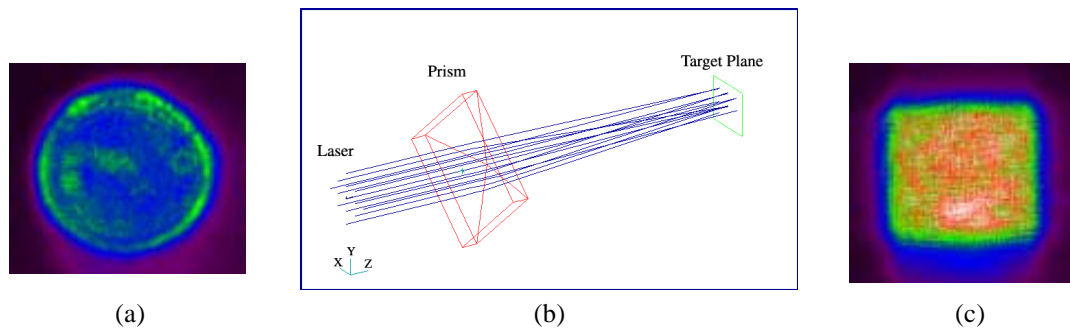 Target Plane
Prism
Laser
Y
X
Z
(a)
(b)
(c)